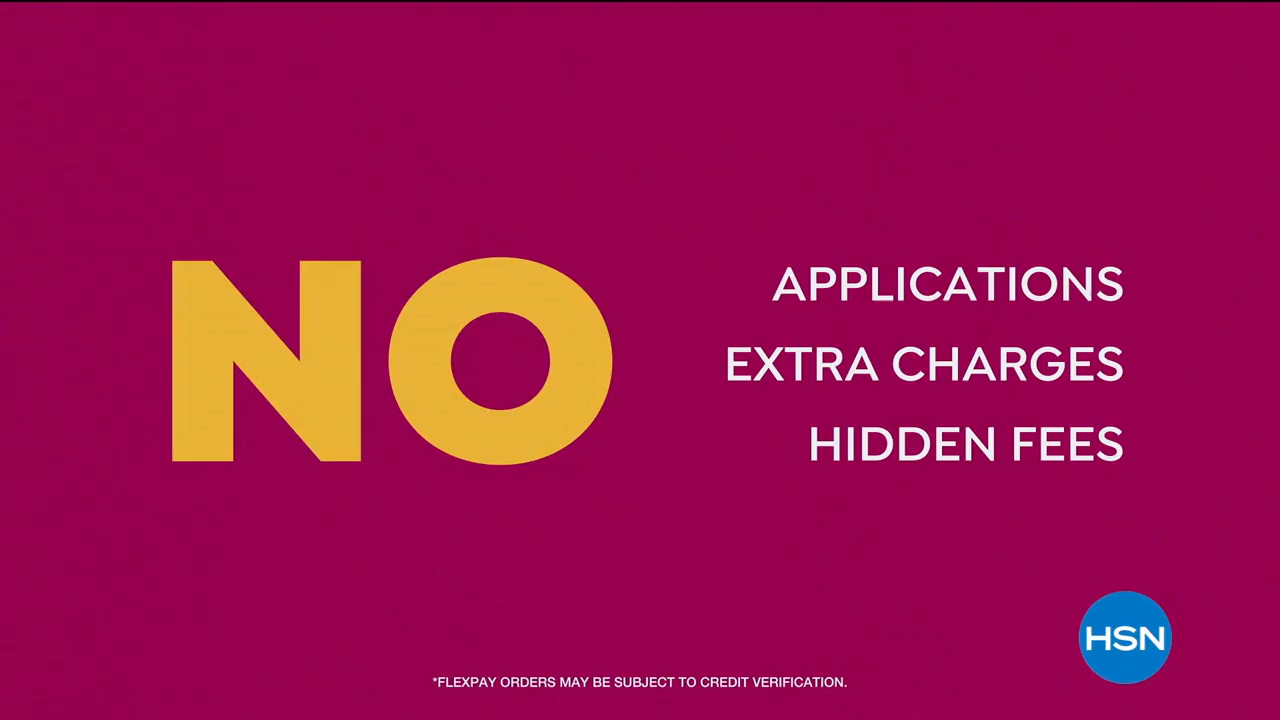 NO
APPLICATIONS
EXTRA CHARGES
HIDDEN FEES
HSN
*FLEXPAY ORDERS MAY BE SUBJECT TO CREDIT VERIFICATION.